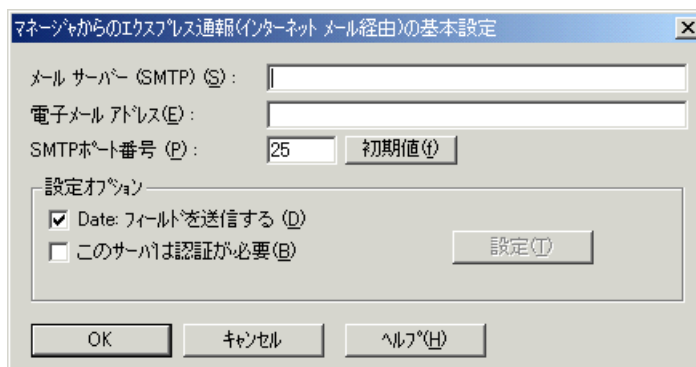 マネージャからのエクスプレス通報(インターネット メール経由)の基本設定
メール サーバー (SMTP) (S) :
電子メール アドレス(E) :
SMTPポート番号 (P) : 25 初期値(f)
設定オプション
Date: フィールドを送信する (D)
このサーバは認証が必要(B)
設定(T)
OK キャンセル ヘルプ(H)